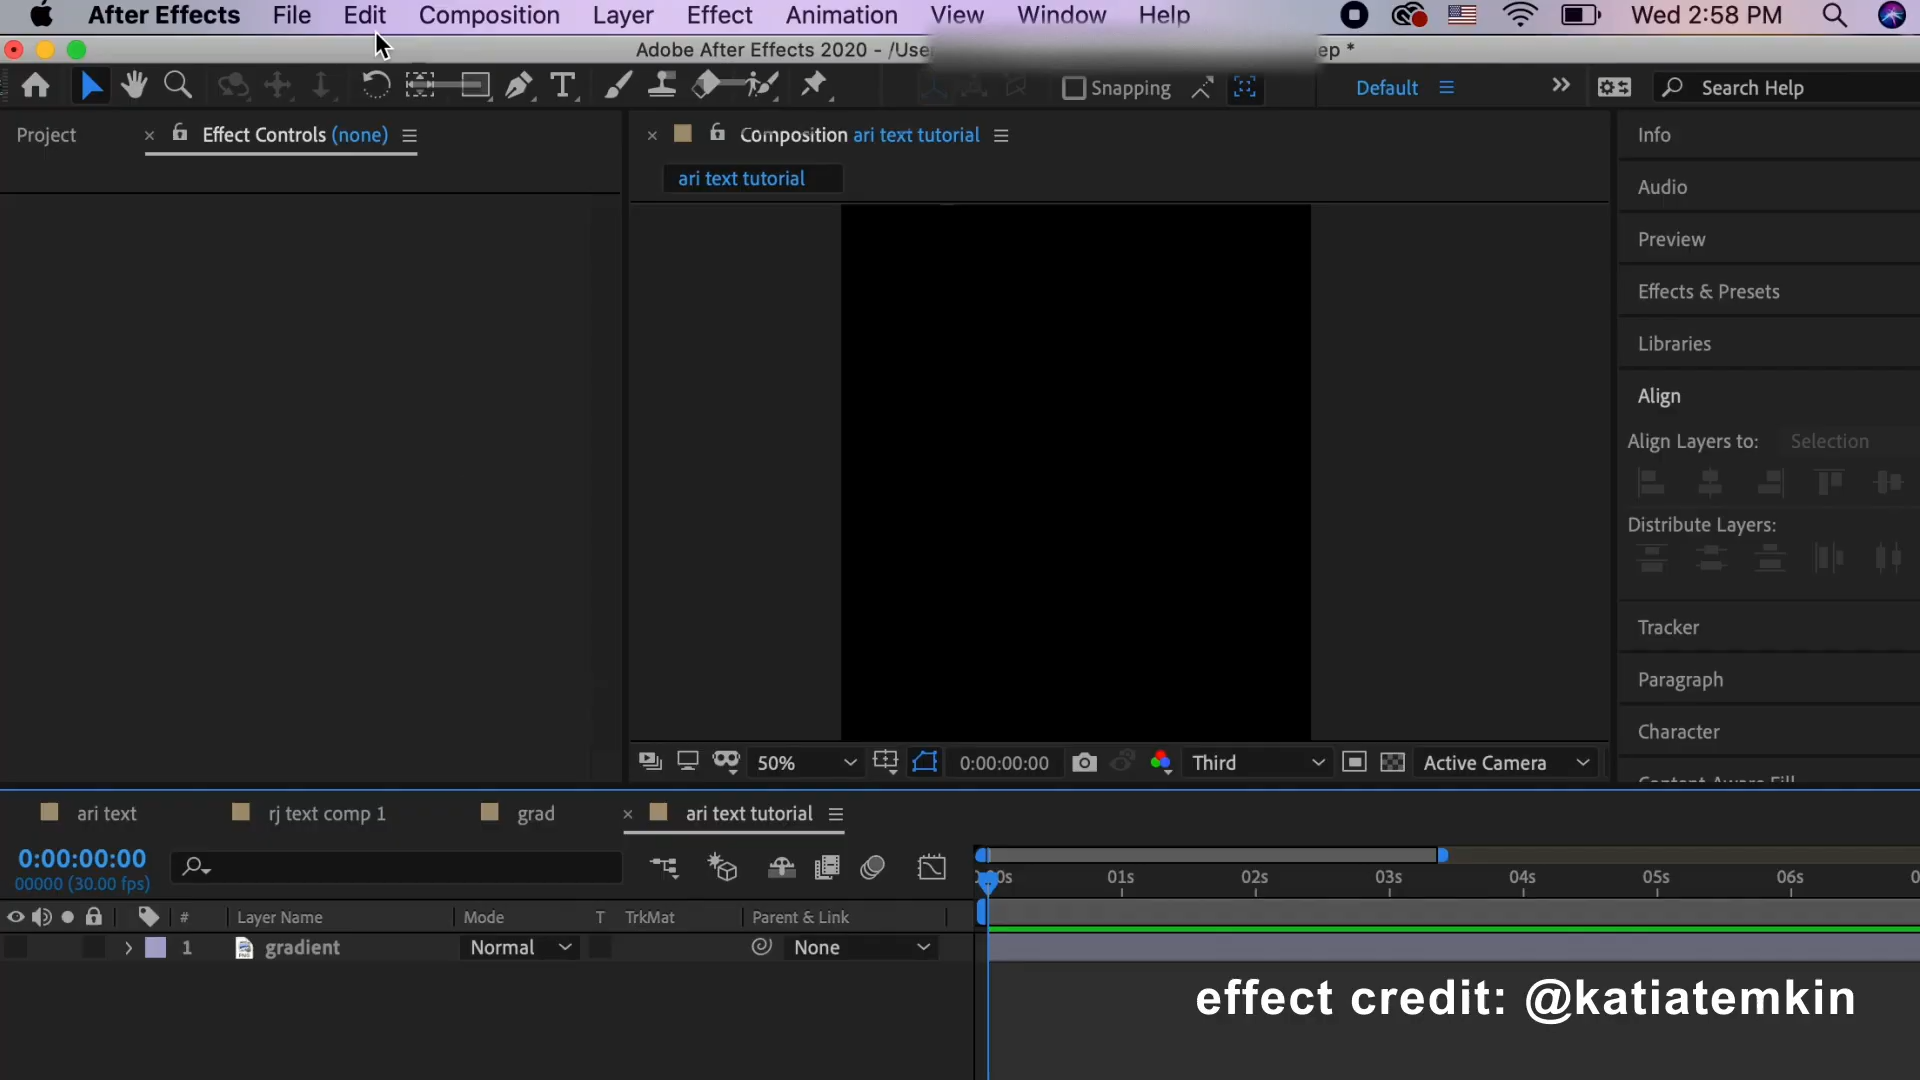 After Effects File Edit Composition Layer Effect Animation View Window Help Wed 2:58 PM
Adobe After Effects 2020 - /User ep *
T Snapping Default Search Help
Project Effect Controls (none) Composition ari text tutorial Info
ari text tutorial
Audio
Preview
Effects & Presets
Libraries
Align
Align Layers to: Selection
Distribute Layers:
Tracker
Paragraph
Character
50% 0:00:00:00 Third Active Camera
ari text rj text comp 1 grad ari text tutorial
0:00:00:00
00000 (30.00 fps)
01s 02s 03s 04s 05s 06s
# Layer Name Mode T TrkMat Parent & Link
1 gradient Normal None
effect credit: @katiatemkin